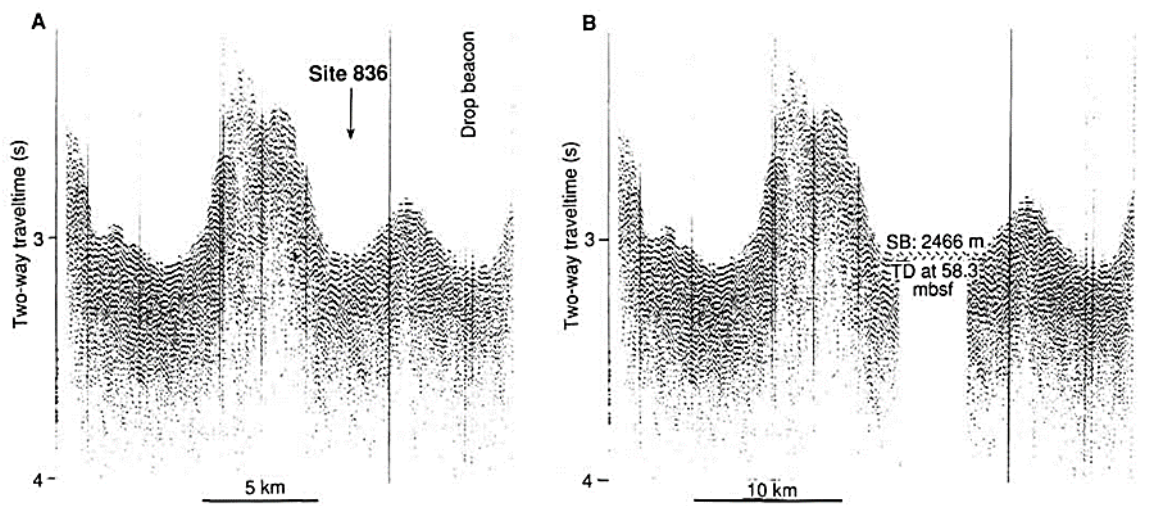 A
Site 836
Drop beacon
Two-way traveltime (s)
3
4
5 km
B
Two-way traveltime (s)
3
SB: 2466 m
TD at 58.3
mbsf
4
10 km